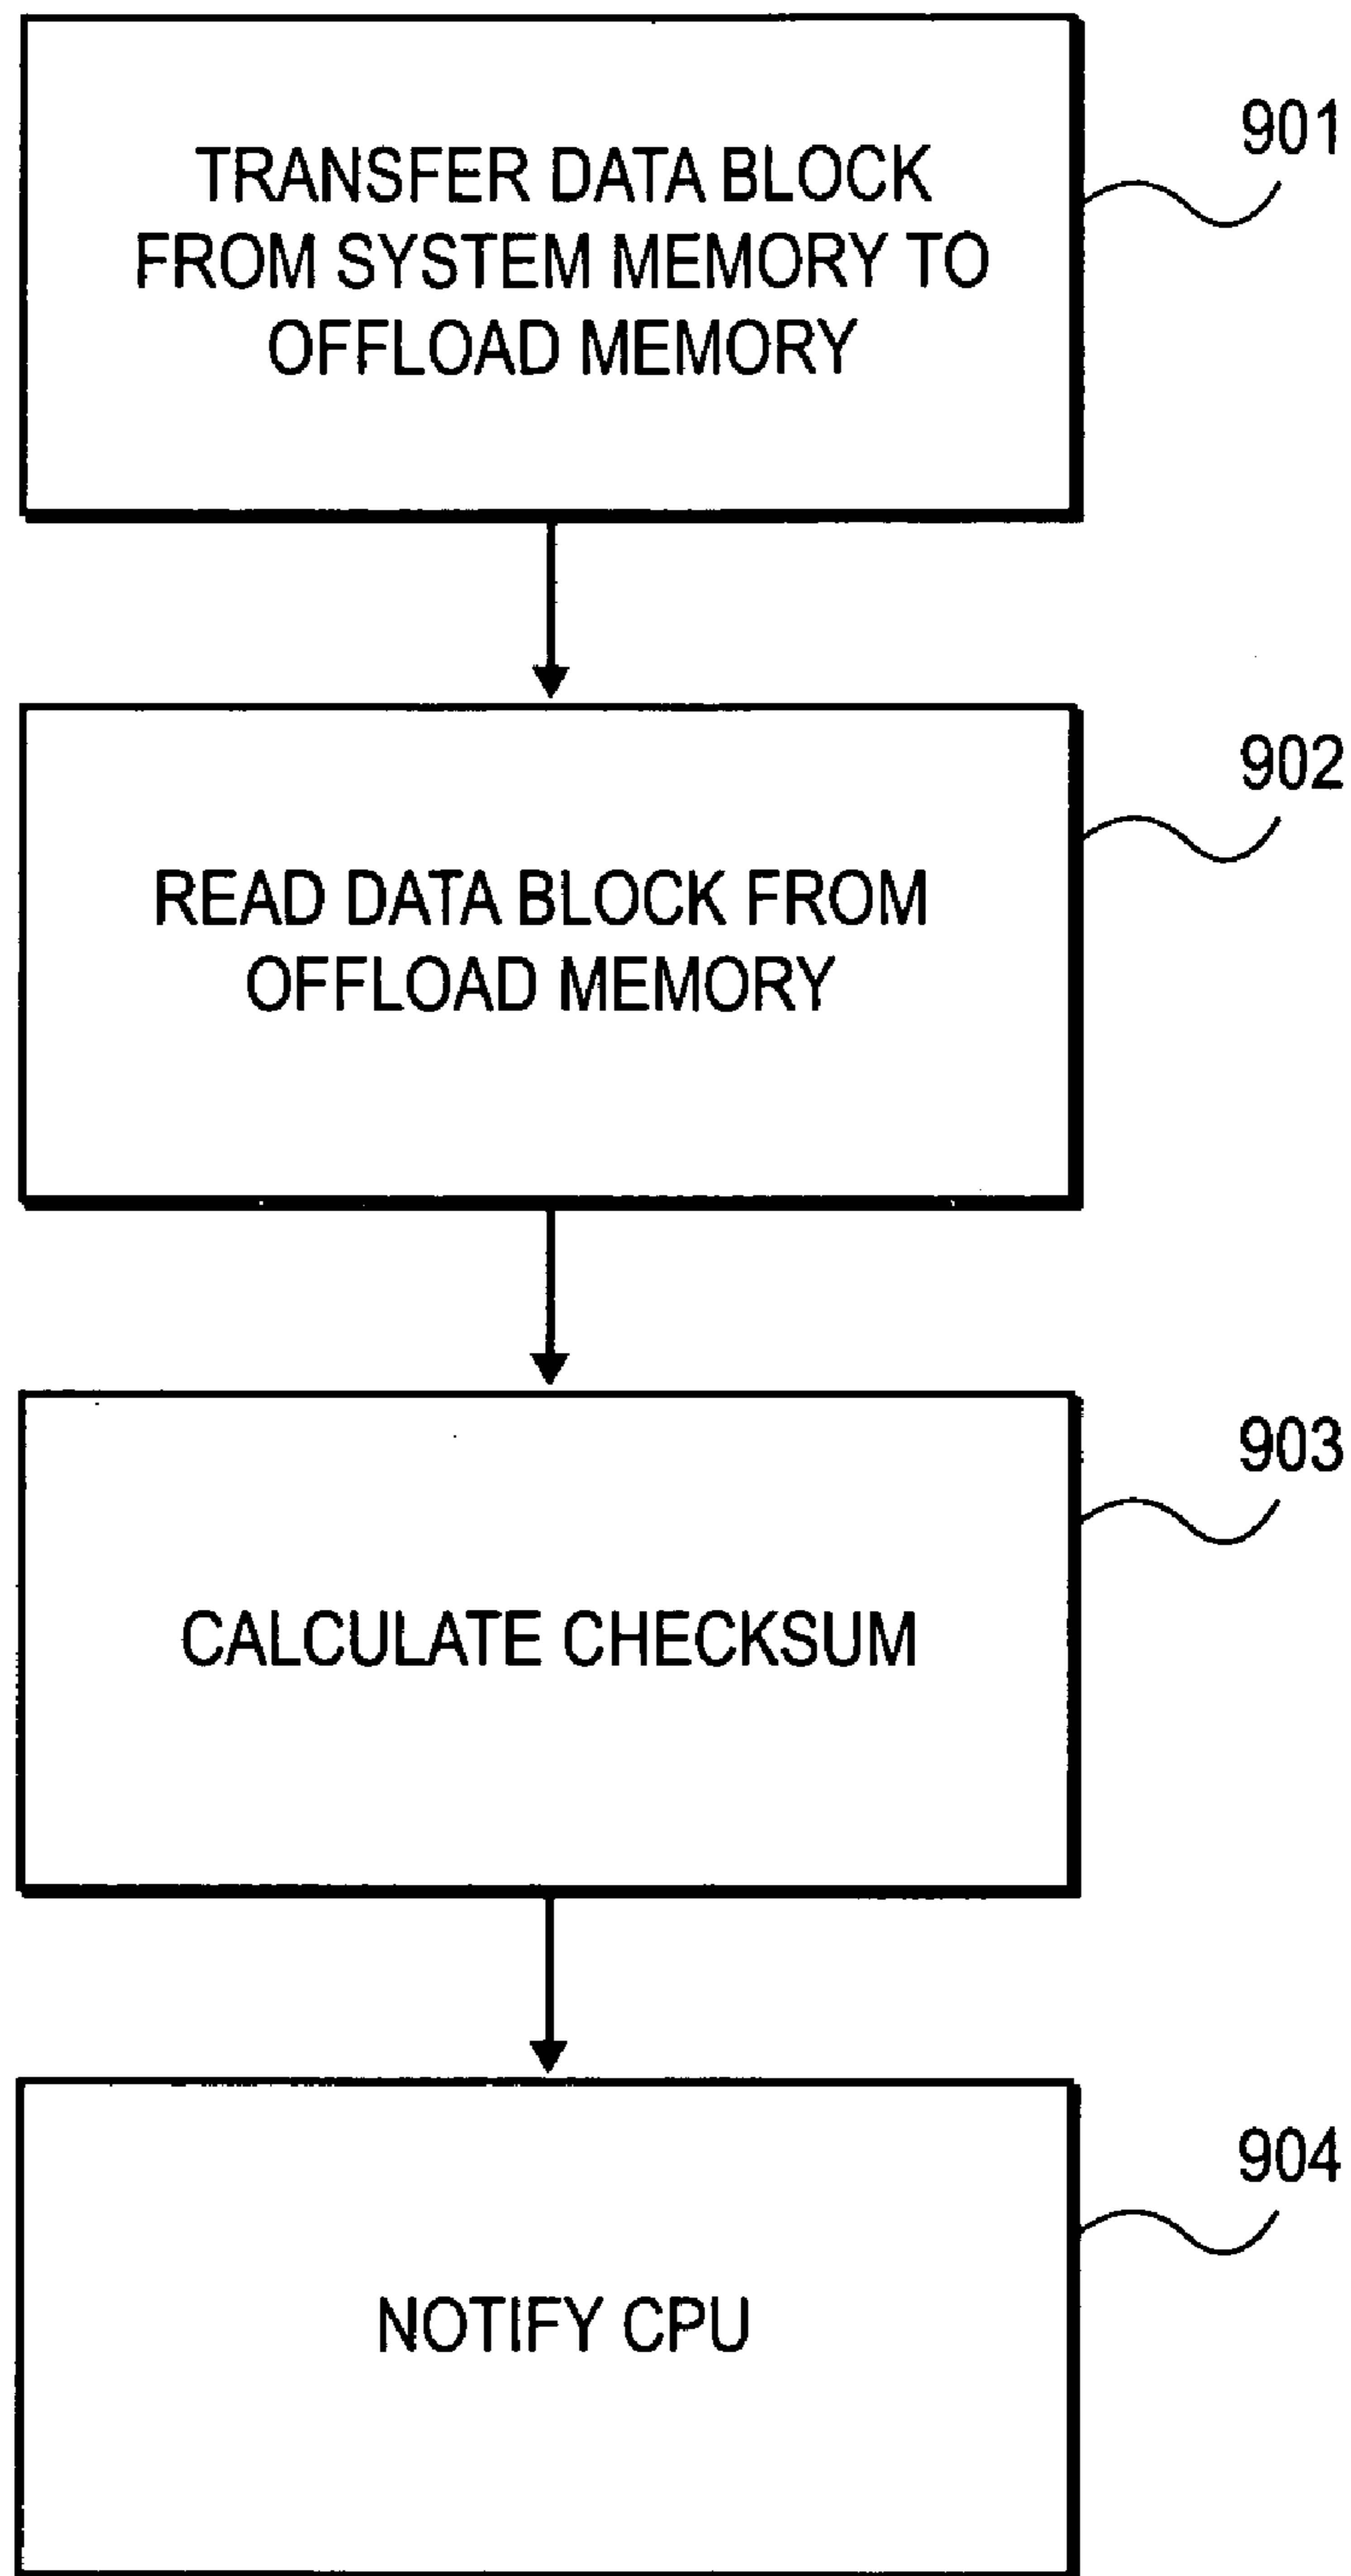 TRANSFER DATA BLOCK
FROM SYSTEM MEMORY TO
OFFLOAD MEMORY
901
READ DATA BLOCK FROM
OFFLOAD MEMORY
902
CALCULATE CHECKSUM
903
NOTIFY CPU
904